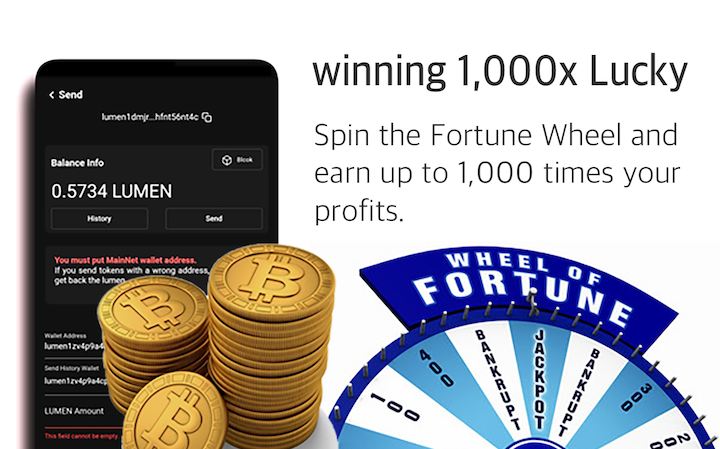 winning 1,000x Lucky
Spin the Fortune Wheel and
earn up to 1,000 times your
profits.
Send
lumen1dmjr...hfnt56nt4c
Balance Info
Block
0.5734 LUMEN
History
Send
You must put MainNet wallet address.
If you send tokens with a wrong address,
get back the lumen
Wallet Address
lumen1zv4p9a4
Send History Wallet
lumen1zv4p9a4c
LUMEN Amount
This field cannot be empty.
WHEEL OF
FORTUNE
100
400
BANKRUPT
JACKPOT
BANKRUPT
300
200